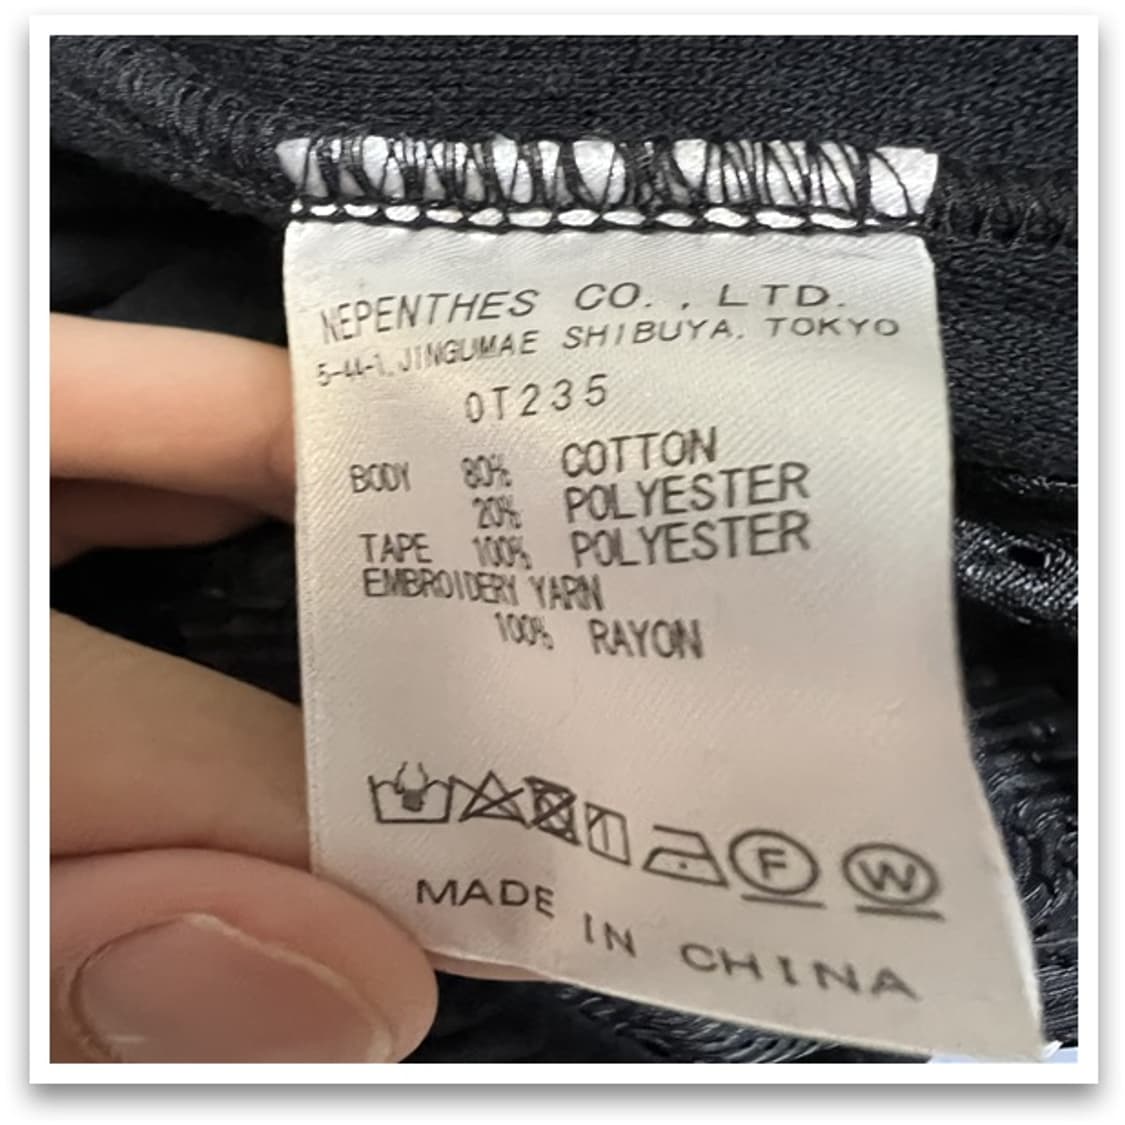 NEPENTHES CO. , LTD.
5-44-1, JINGUMAE SHIBUYA. TOKYO
OT235
BODY 80% COTTON
20% POLYESTER
TAPE 100% POLYESTER
EMBROIDERY YARN
100% RAYON
F W
MADE IN CHINA